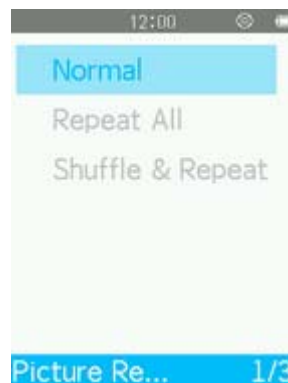 12:00
Normal
Repeat All
Shuffle & Repeat
Picture Re... 1/3